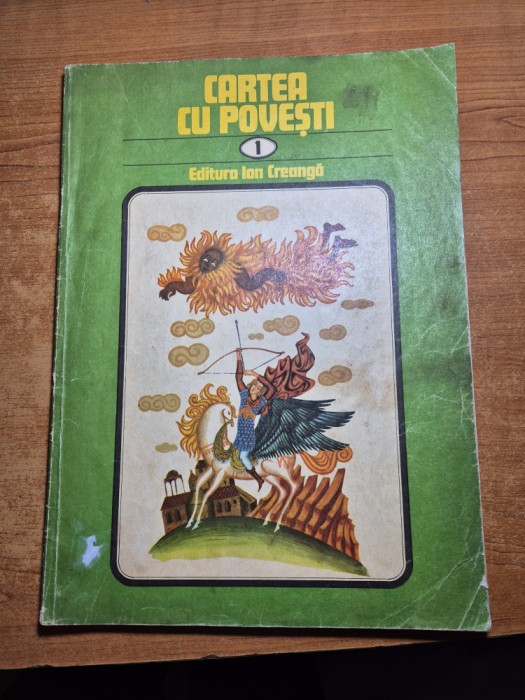 CARTEA
CU POVEȘTI
1
Editura Ion Creangă